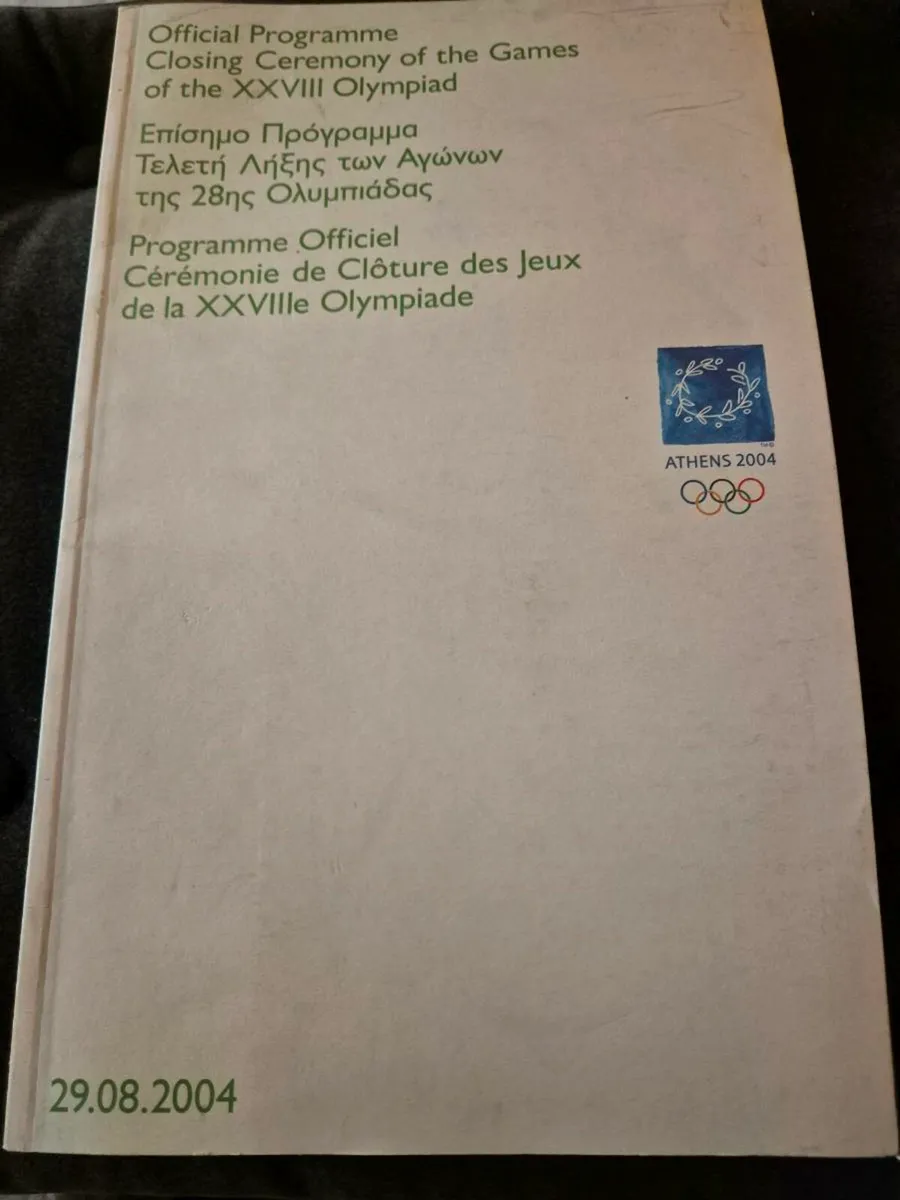 Official Programme
Closing Ceremony of the Games
of the XXVIII Olympiad
Επίσημο Πρόγραμμα
Τελετή Λήξης των Αγώνων
της 28ης Ολυμπιάδας
Programme Officiel
Cérémonie de Clôture des Jeux
de la XXVIIIe Olympiade
TM©
ATHENS 2004
29.08.2004